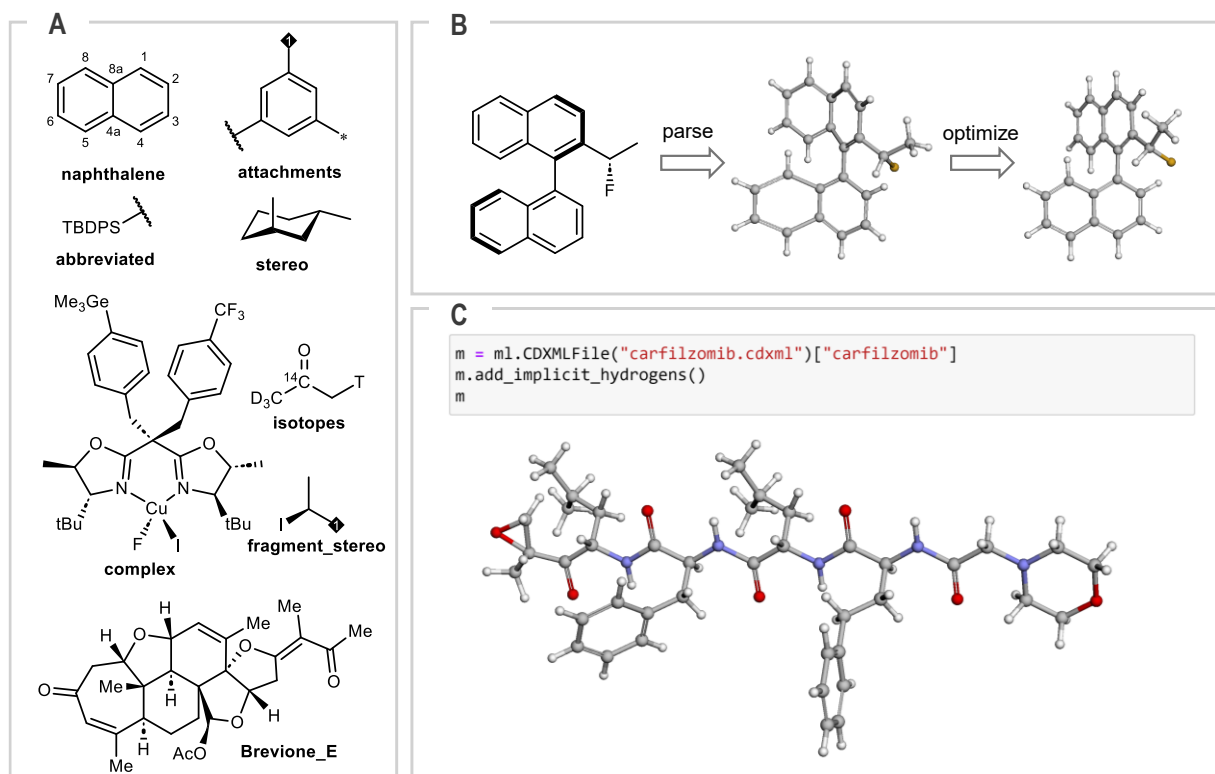 A
8
1
8a
7
2
6
3
4a
5
4
naphthalene
1
*
attachments
TBDPS
abbreviated
stereo
Me3Ge
CF3
O
O
N
N
tBu
Cu
tBu
F
I
complex
O
14
D3C
T
isotopes
I
1
fragment_stereo
H
H
O
Me
Me
O
Me
O
O
Me
H
H
O
H
AcO
Me
Brevione_E
B
F
parse
optimize
C
m = ml.CDXMLFile("carfilzomib.cdxml")["carfilzomib"]
m.add_implicit_hydrogens()
m